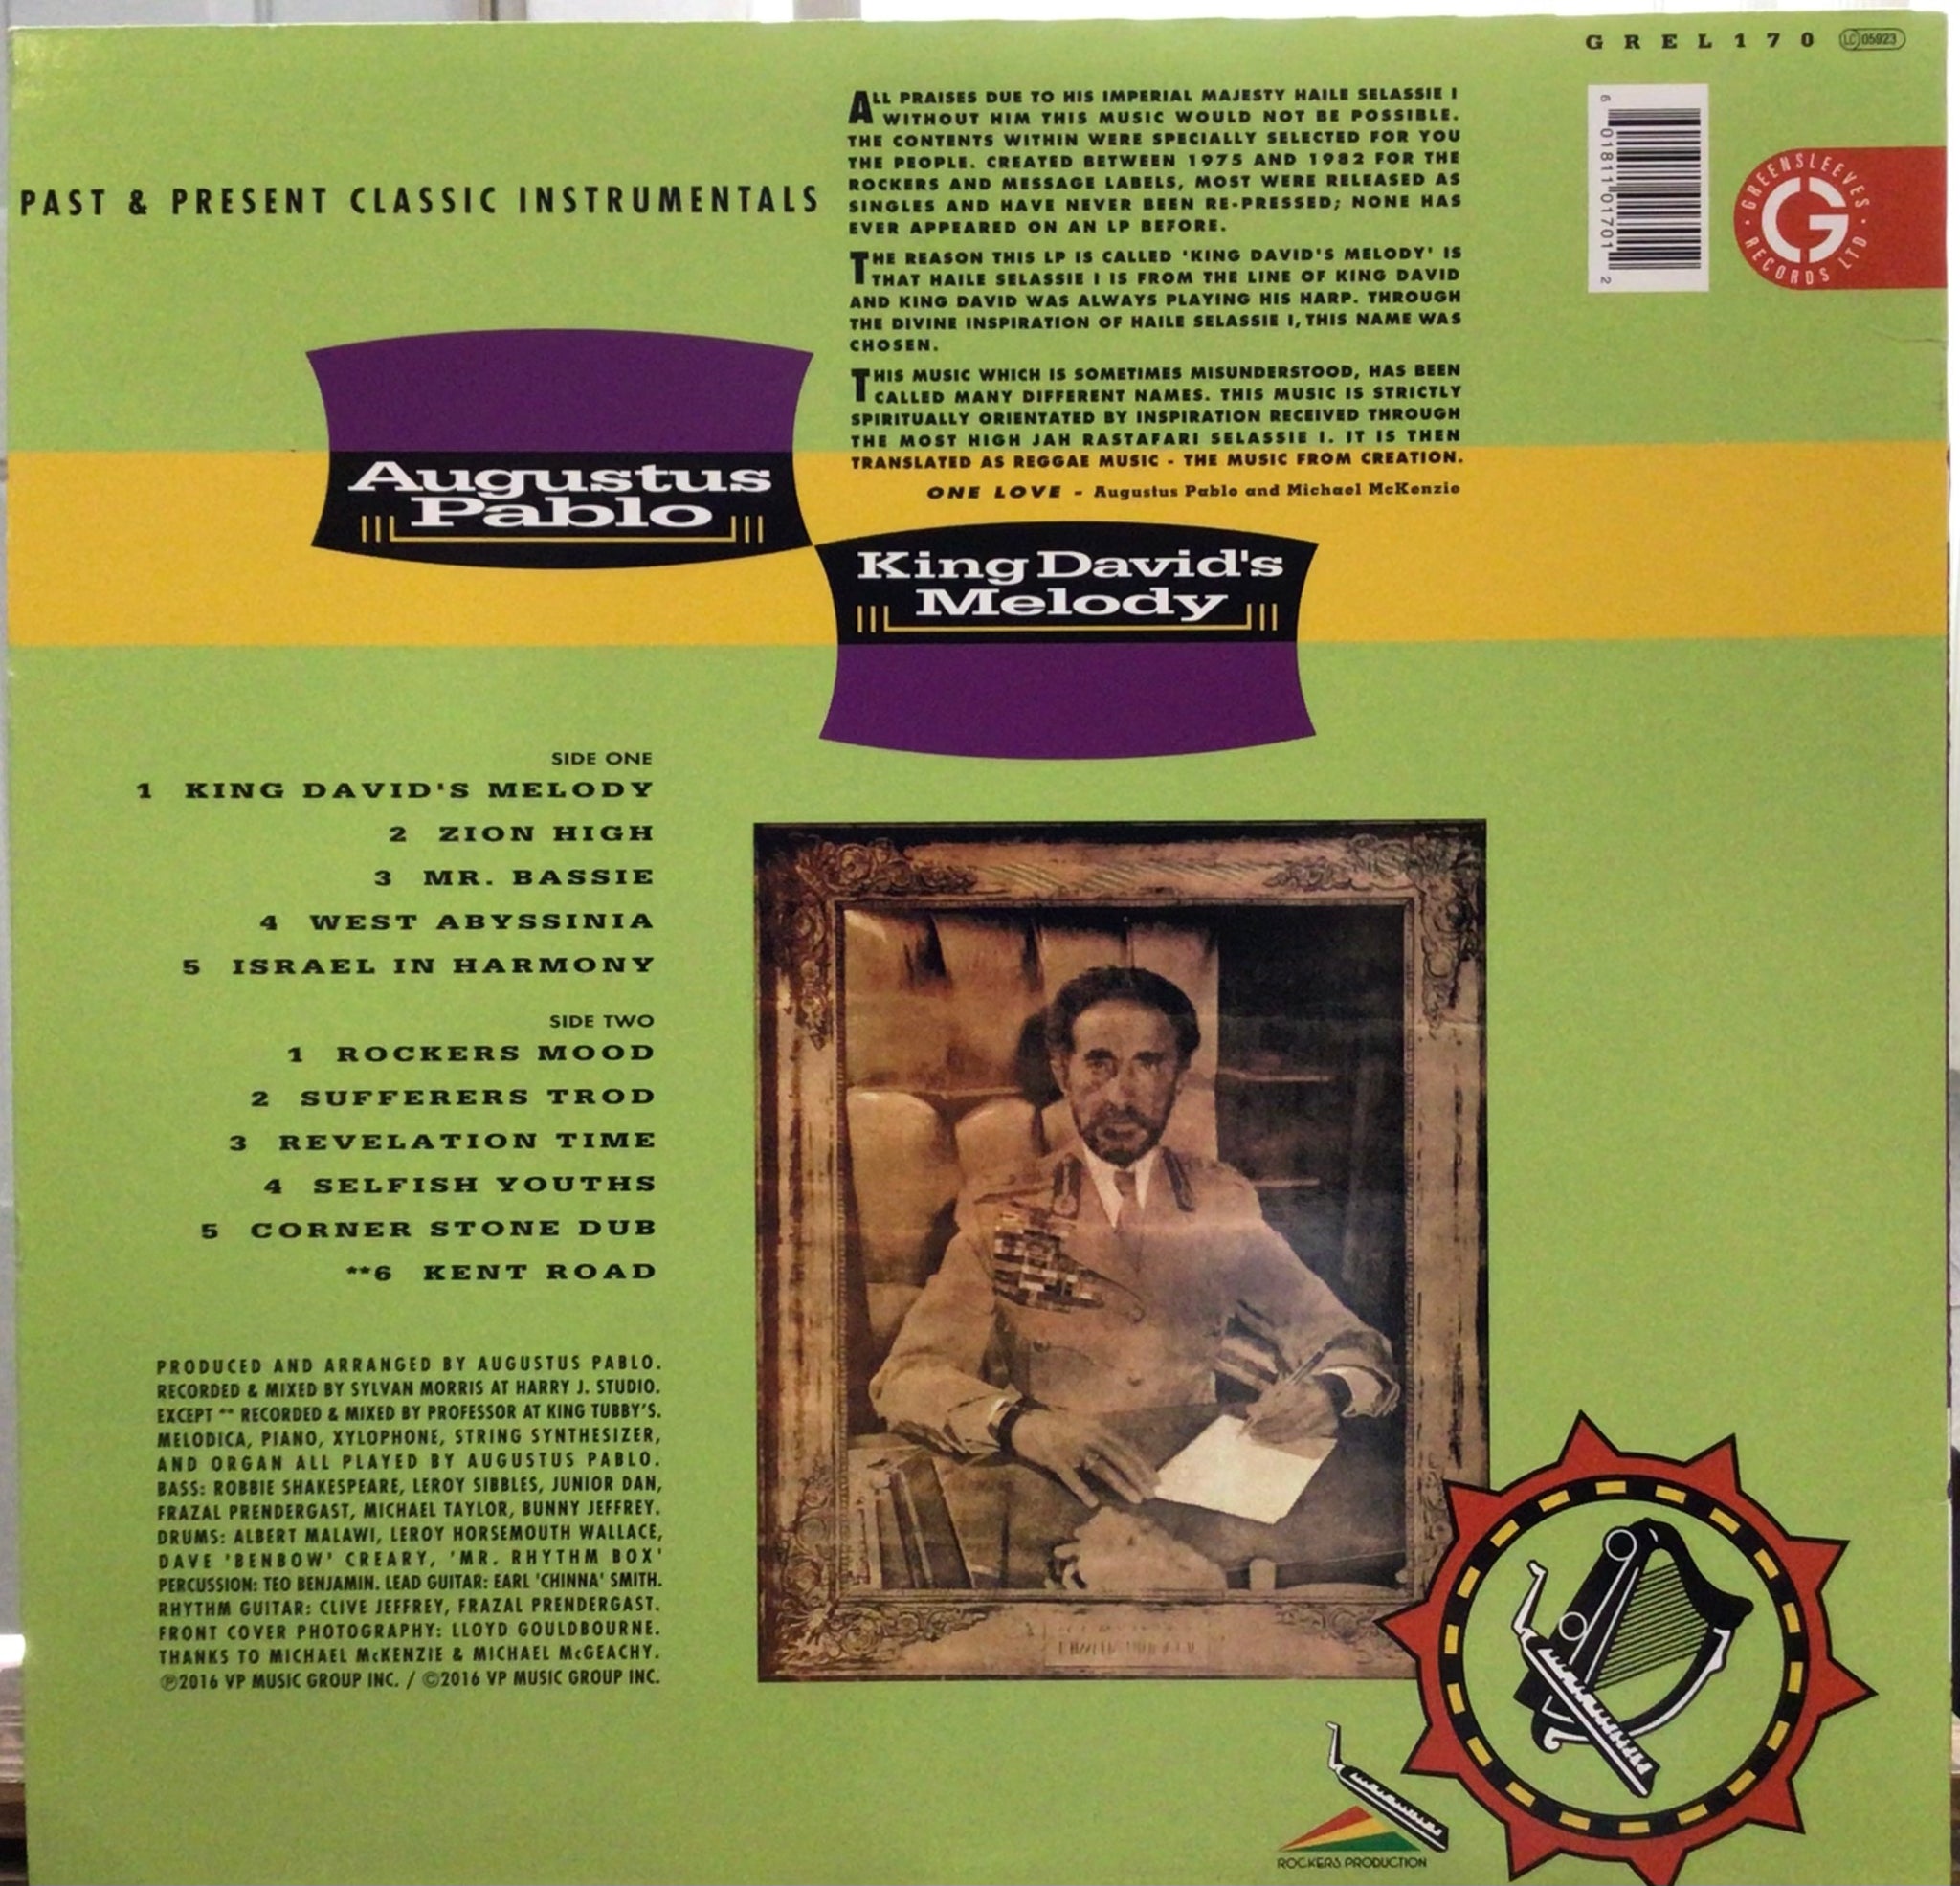 GREL170
LC 05923
ALL PRAISES DUE TO HIS IMPERIAL MAJESTY HAILE SELASSIE I
WITHOUT HIM THIS MUSIC WOULD NOT BE POSSIBLE.
THE CONTENTS WITHIN WERE SPECIALLY SELECTED FOR YOU
THE PEOPLE. CREATED BETWEEN 1975 AND 1982 FOR THE
ROCKERS AND MESSAGE LABELS, MOST WERE RELEASED AS
SINGLES AND HAVE NEVER BEEN RE-PRESSED; NONE HAS
EVER APPEARED ON AN LP BEFORE.
THE REASON THIS LP IS CALLED 'KING DAVID'S MELODY' IS
THAT HAILE SELASSIE I IS FROM THE LINE OF KING DAVID
AND KING DAVID WAS ALWAYS PLAYING HIS HARP. THROUGH
THE DIVINE INSPIRATION OF HAILE SELASSIE I, THIS NAME WAS
CHOSEN.
THIS MUSIC WHICH IS SOMETIMES MISUNDERSTOOD, HAS BEEN
CALLED MANY DIFFERENT NAMES. THIS MUSIC IS STRICTLY
SPIRITUALLY ORIENTATED BY INSPIRATION RECEIVED THROUGH
THE MOST HIGH JAH RASTAFARI SELASSIE I. IT IS THEN
TRANSLATED AS REGGAE MUSIC - THE MUSIC FROM CREATION.
ONE LOVE - Augustus Pablo and Michael McKenzie
6 01811 01701 2
GREENSLEEVES
RECORDS LTD
PAST & PRESENT CLASSIC INSTRUMENTALS
Augustus
Pablo
King David's
Melody
SIDE ONE
1 KING DAVID'S MELODY
2 ZION HIGH
3 MR. BASSIE
4 WEST ABYSSINIA
5 ISRAEL IN HARMONY
SIDE TWO
1 ROCKERS MOOD
2 SUFFERERS TROD
3 REVELATION TIME
4 SELFISH YOUTHS
5 CORNER STONE DUB
**6 KENT ROAD
PRODUCED AND ARRANGED BY AUGUSTUS PABLO.
RECORDED & MIXED BY SYLVAN MORRIS AT HARRY J. STUDIO.
EXCEPT ** RECORDED & MIXED BY PROFESSOR AT KING TUBBY'S.
MELODICA, PIANO, XYLOPHONE, STRING SYNTHESIZER,
AND ORGAN ALL PLAYED BY AUGUSTUS PABLO.
BASS: ROBBIE SHAKESPEARE, LEROY SIBBLES, JUNIOR DAN,
FRAZAL PRENDERGAST, MICHAEL TAYLOR, BUNNY JEFFREY.
DRUMS: ALBERT MALAWI, LEROY HORSEMOUTH WALLACE,
DAVE 'BENBOW' CREARY, 'MR. RHYTHM BOX'
PERCUSSION: TEO BENJAMIN. LEAD GUITAR: EARL 'CHINNA' SMITH.
RHYTHM GUITAR: CLIVE JEFFREY, FRAZAL PRENDERGAST.
FRONT COVER PHOTOGRAPHY: LLOYD GOULDBOURNE.
THANKS TO MICHAEL McKENZIE & MICHAEL McGEACHY.
℗2016 VP MUSIC GROUP INC. / ©2016 VP MUSIC GROUP INC.
ROCKERS PRODUCTION